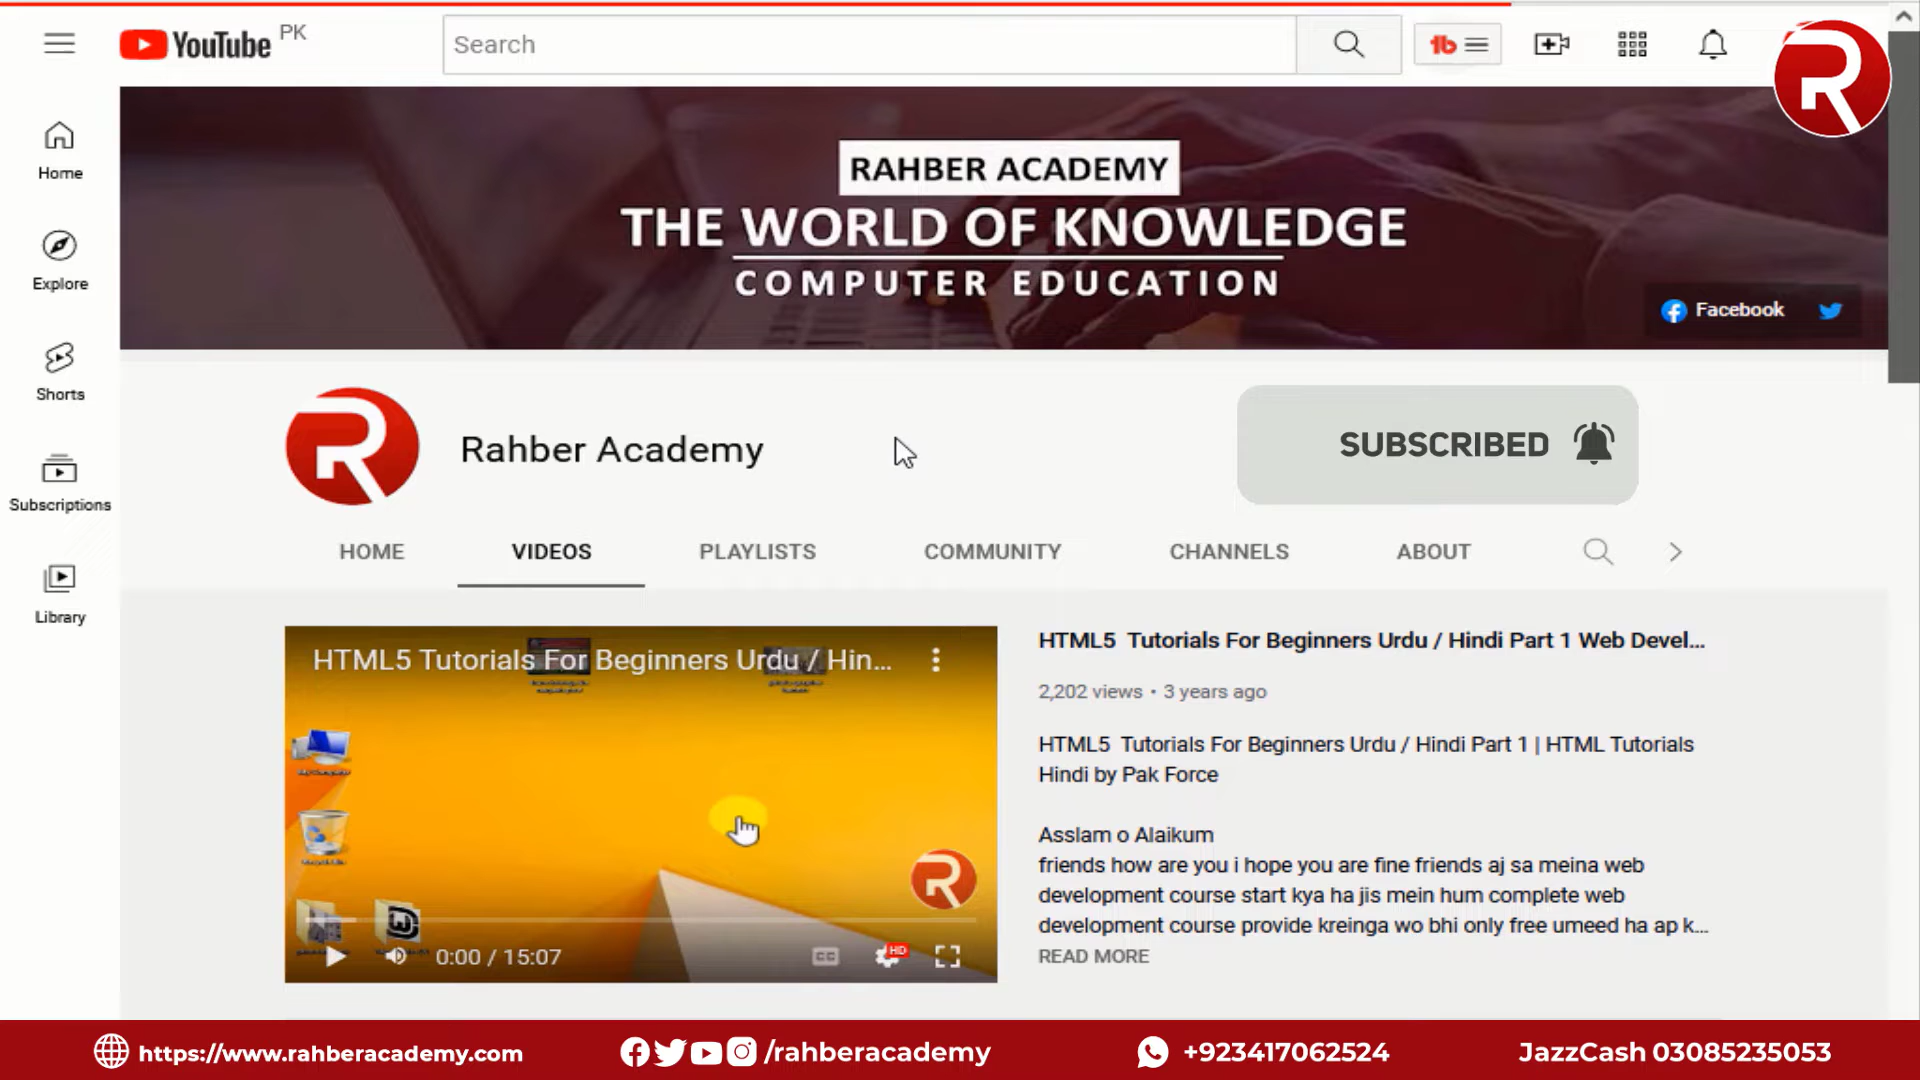 YouTube PK
Search
Home
Explore
Shorts
Subscriptions
Library
RAHBER ACADEMY
THE WORLD OF KNOWLEDGE
COMPUTER EDUCATION
Facebook
R
Rahber Academy
SUBSCRIBED
HOME VIDEOS PLAYLISTS COMMUNITY CHANNELS ABOUT
HTML5 Tutorials For Beginners Urdu / Hin...
0:00 / 15:07
CC
HD
HTML5 Tutorials For Beginners Urdu / Hindi Part 1 Web Devel...
2,202 views • 3 years ago
HTML5 Tutorials For Beginners Urdu / Hindi Part 1 | HTML Tutorials
Hindi by Pak Force
Asslam o Alaikum
friends how are you i hope you are fine friends aj sa meina web
development course start kya ha jis mein hum complete web
development course provide kreinga wo bhi only free umeed ha ap k...
READ MORE
https://www.rahberacademy.com /rahberacademy +923417062524 JazzCash 03085235053